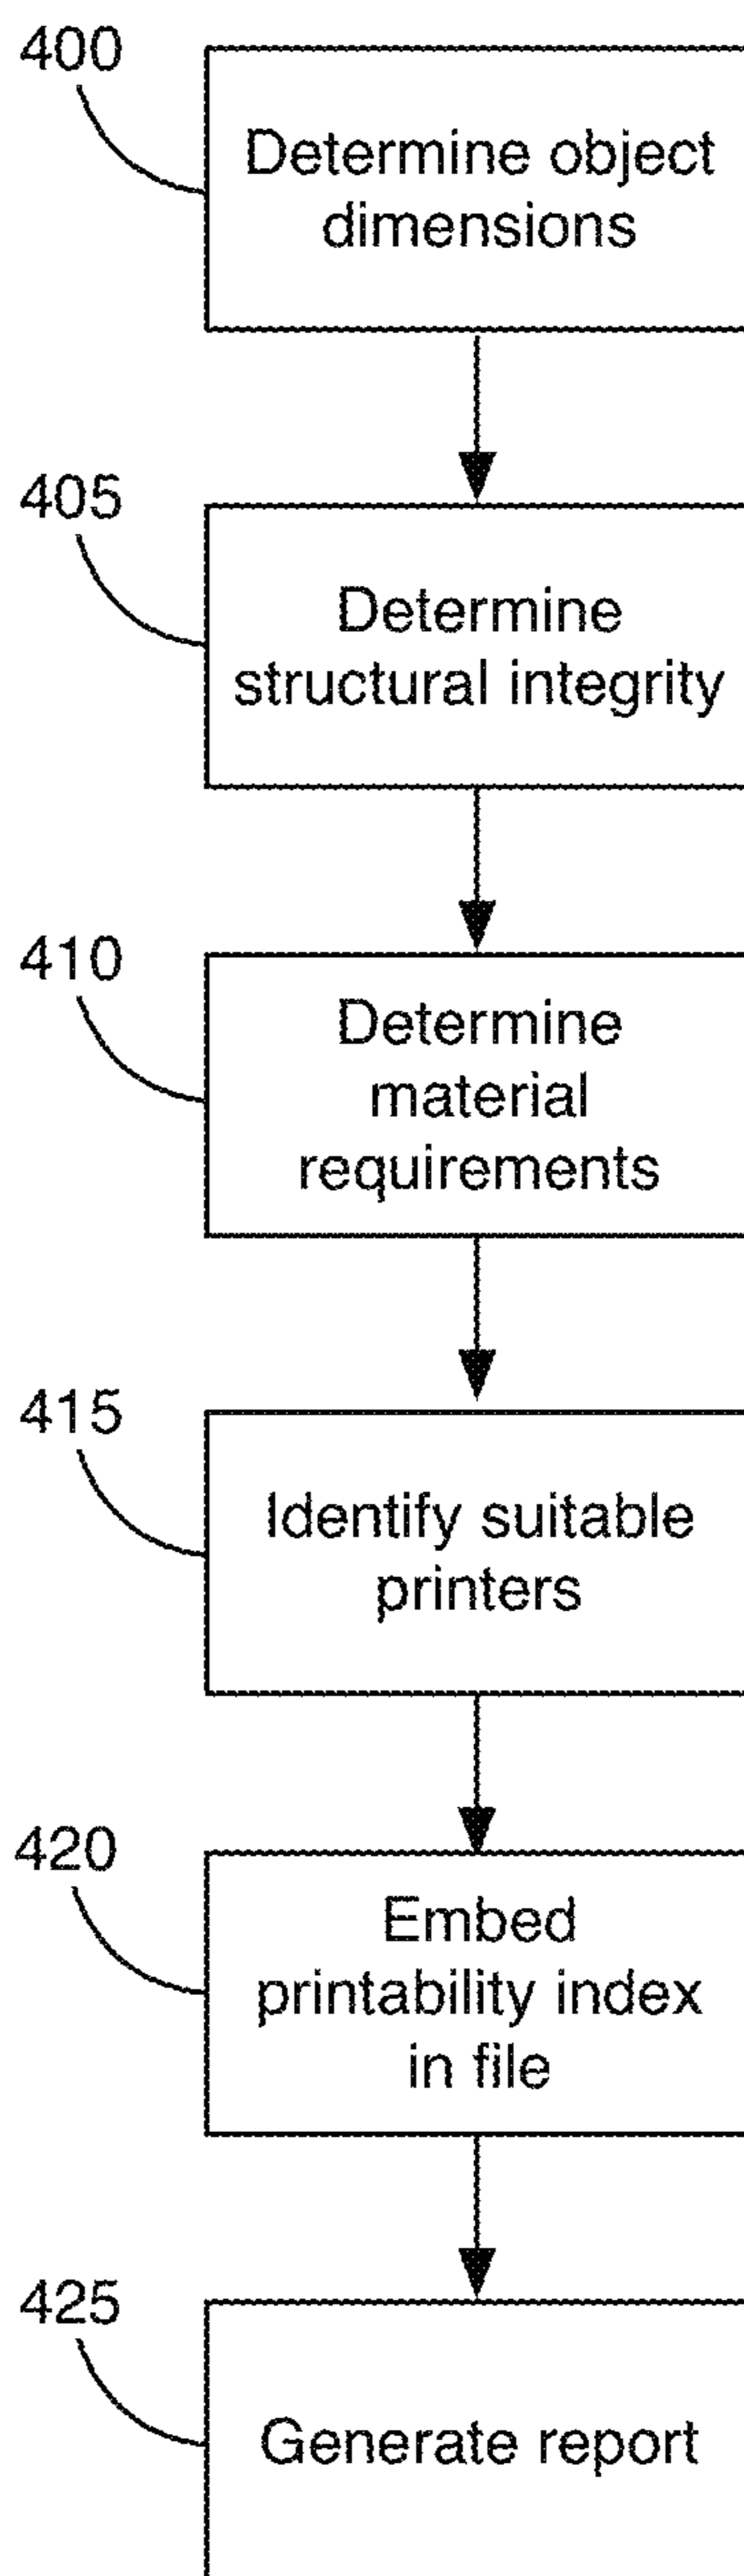 400
Determine object
dimensions
405
Determine
structural integrity
410
Determine
material
requirements
415
Identify suitable
printers
420
Embed
printability index
in file
425
Generate report